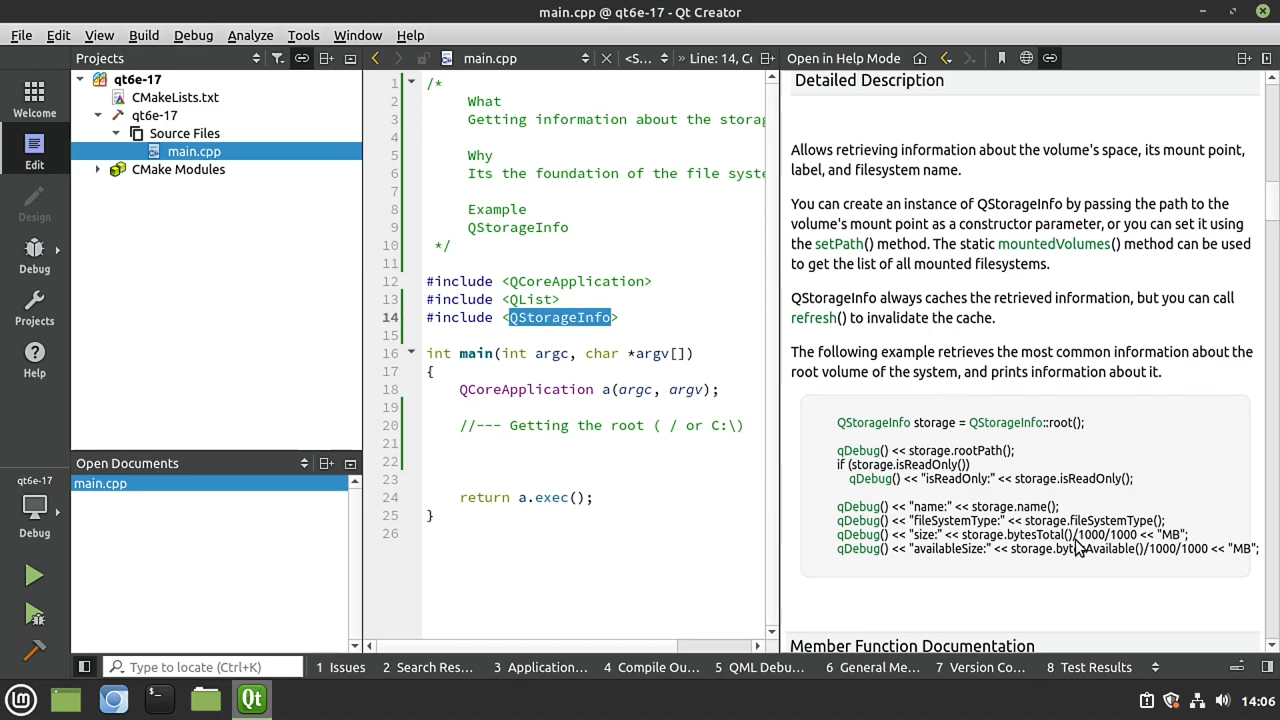 main.cpp @ qt6e-17 - Qt Creator
File Edit View Build Debug Analyze Tools Window Help
Projects
main.cpp
<S...
» Line: 14, Cc
Open in Help Mode
Welcome
Edit
Design
Debug
Projects
Help
qt6e-17
Debug
qt6e-17
CMakeLists.txt
qt6e-17
Source Files
main.cpp
CMake Modules
Open Documents
main.cpp
1 /*
2 What
3 Getting information about the storag
4
5 Why
6 Its the foundation of the file syste
7
8 Example
9 QStorageInfo
10 */
11
12 #include <QCoreApplication>
13 #include <QList>
14 #include <QStorageInfo>
15
16 int main(int argc, char *argv[])
17 {
18 QCoreApplication a(argc, argv);
19
20 //--- Getting the root ( / or C:\)
21
22
23
24 return a.exec();
25 }
26
Detailed Description
Allows retrieving information about the volume's space, its mount point,
label, and filesystem name.
You can create an instance of QStorageInfo by passing the path to the
volume's mount point as a constructor parameter, or you can set it using
the setPath() method. The static mountedVolumes() method can be used
to get the list of all mounted filesystems.
QStorageInfo always caches the retrieved information, but you can call
refresh() to invalidate the cache.
The following example retrieves the most common information about the
root volume of the system, and prints information about it.
QStorageInfo storage = QStorageInfo::root();
qDebug() << storage.rootPath();
if (storage.isReadOnly())
qDebug() << "isReadOnly:" << storage.isReadOnly();
qDebug() << "name:" << storage.name();
qDebug() << "fileSystemType:" << storage.fileSystemType();
qDebug() << "size:" << storage.bytesTotal()/1000/1000 << "MB";
qDebug() << "availableSize:" << storage.bytesAvailable()/1000/1000 << "MB";
Member Function Documentation
Type to locate (Ctrl+K)
1 Issues
2 Search Res...
3 Application...
4 Compile Ou...
5 QML Debu...
6 General Me...
7 Version Co...
8 Test Results
Qt
14:06